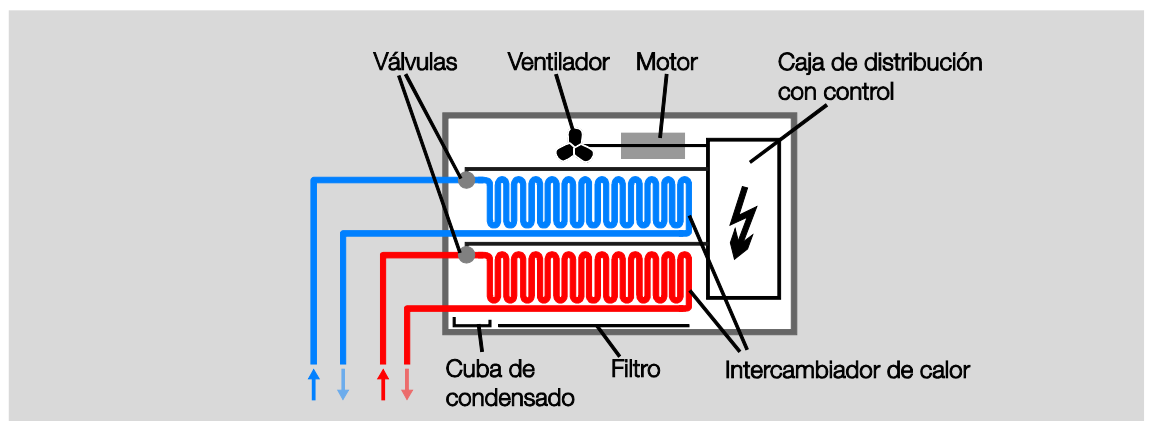 Válvulas
Ventilador
Motor
Caja de distribución
con control
Cuba de
condensado
Filtro
Intercambiador de calor